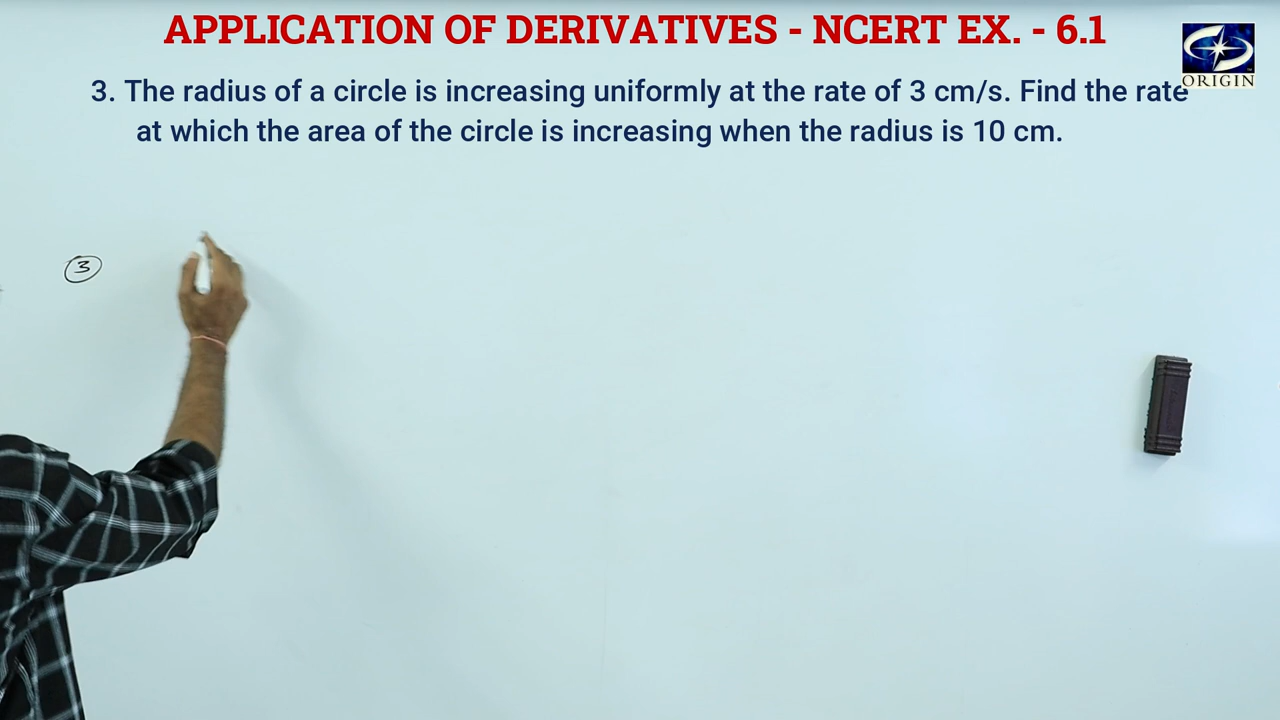 APPLICATION OF DERIVATIVES - NCERT EX. - 6.1
ORIGIN
3. The radius of a circle is increasing uniformly at the rate of 3 cm/s. Find the rate
at which the area of the circle is increasing when the radius is 10 cm.
3